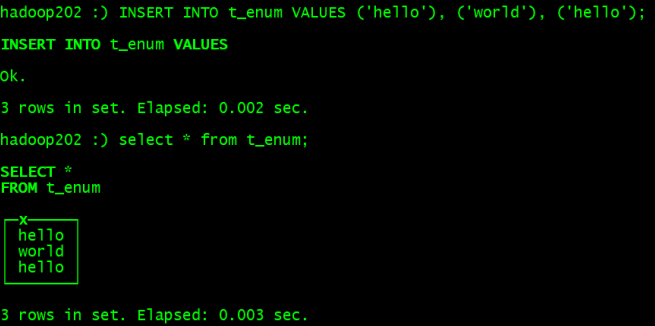 hadoop202 :) INSERT INTO t_enum VALUES ('hello'), ('world'), ('hello');
INSERT INTO t_enum VALUES
Ok.
3 rows in set. Elapsed: 0.002 sec.
hadoop202 :) select * from t_enum;
SELECT *
FROM t_enum
x
hello
world
hello
3 rows in set. Elapsed: 0.003 sec.